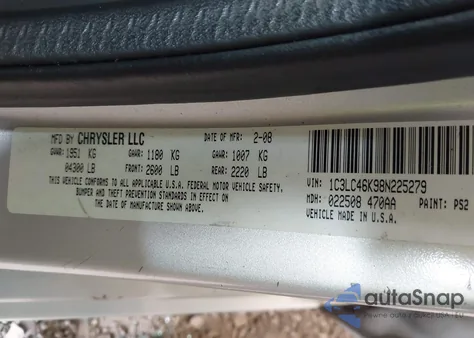 MFD BY CHRYSLER LLC DATE OF MFR: 2-08
GVWR: 1951 KG GAWR: 1180 KG GAWR: 1007 KG
04300 LB FRONT: 2600 LB REAR: 2220 LB
THIS VEHICLE CONFORMS TO ALL APPLICABLE U.S.A. FEDERAL MOTOR VEHICLE SAFETY,
BUMPER AND THEFT PREVENTION STANDARDS IN EFFECT ON
THE DATE OF MANUFACTURE SHOWN ABOVE.
VIN: 1C3LC46K98N225279
MDH: 022508 470AA PAINT: PS2
VEHICLE MADE IN U.S.A.
autoSnap